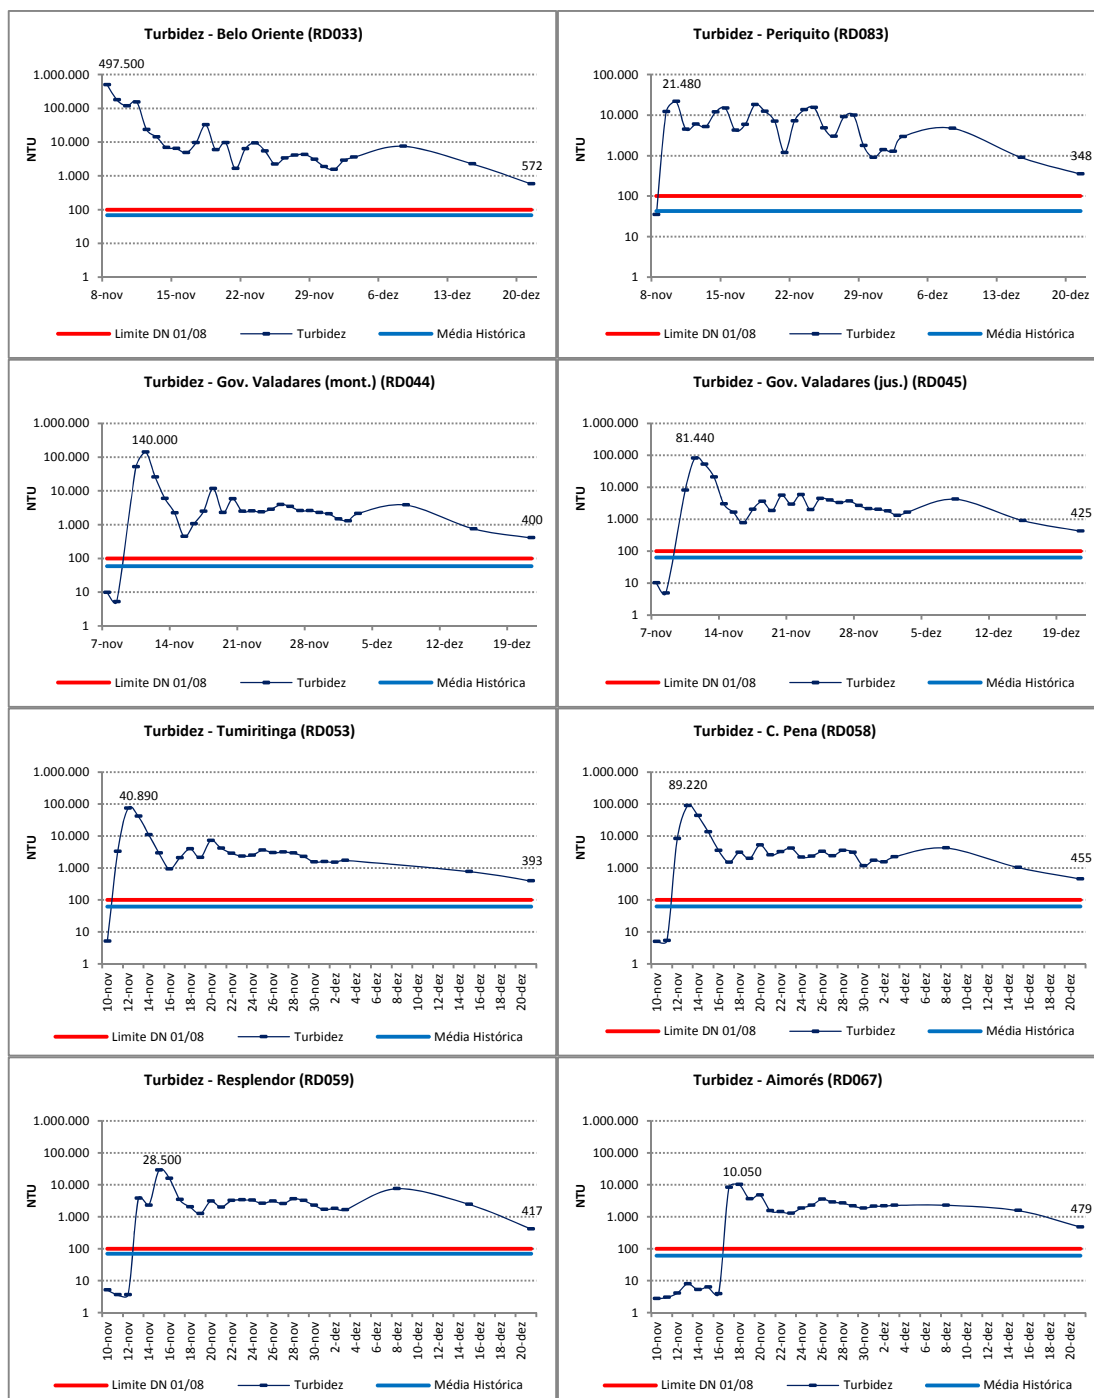 Turbidez - Belo Oriente (RD033)
497.500
1.000.000
100.000
10.000
1.000
100
10
1
NTU
572
8-nov 15-nov 22-nov 29-nov 6-dez 13-dez 20-dez
Limite DN 01/08 Turbidez Média Histórica
Turbidez - Periquito (RD083)
21.480
100.000
10.000
1.000
100
10
1
NTU
348
8-nov 15-nov 22-nov 29-nov 6-dez 13-dez 20-dez
Limite DN 01/08 Turbidez Média Histórica
Turbidez - Gov. Valadares (mont.) (RD044)
140.000
1.000.000
100.000
10.000
1.000
100
10
1
NTU
400
7-nov 14-nov 21-nov 28-nov 5-dez 12-dez 19-dez
Limite DN 01/08 Turbidez Média Histórica
Turbidez - Gov. Valadares (jus.) (RD045)
81.440
1.000.000
100.000
10.000
1.000
100
10
1
NTU
425
7-nov 14-nov 21-nov 28-nov 5-dez 12-dez 19-dez
Limite DN 01/08 Turbidez Média Histórica
Turbidez - Tumiritinga (RD053)
40.890
1.000.000
100.000
10.000
1.000
100
10
1
NTU
393
10-nov 12-nov 14-nov 16-nov 18-nov 20-nov 22-nov 24-nov 26-nov 28-nov 30-nov 2-dez 4-dez 6-dez 8-dez 10-dez 12-dez 14-dez 16-dez 18-dez 20-dez
Limite DN 01/08 Turbidez Média Histórica
Turbidez - C. Pena (RD058)
89.220
1.000.000
100.000
10.000
1.000
100
10
1
NTU
455
10-nov 12-nov 14-nov 16-nov 18-nov 20-nov 22-nov 24-nov 26-nov 28-nov 30-nov 2-dez 4-dez 6-dez 8-dez 10-dez 12-dez 14-dez 16-dez 18-dez 20-dez
Limite DN 01/08 Turbidez Média Histórica
Turbidez - Resplendor (RD059)
28.500
1.000.000
100.000
10.000
1.000
100
10
1
NTU
417
10-nov 12-nov 14-nov 16-nov 18-nov 20-nov 22-nov 24-nov 26-nov 28-nov 30-nov 2-dez 4-dez 6-dez 8-dez 10-dez 12-dez 14-dez 16-dez 18-dez 20-dez
Limite DN 01/08 Turbidez Média Histórica
Turbidez - Aimorés (RD067)
10.050
1.000.000
100.000
10.000
1.000
100
10
1
NTU
479
10-nov 12-nov 14-nov 16-nov 18-nov 20-nov 22-nov 24-nov 26-nov 28-nov 30-nov 2-dez 4-dez 6-dez 8-dez 10-dez 12-dez 14-dez 16-dez 18-dez 20-dez
Limite DN 01/08 Turbidez Média Histórica